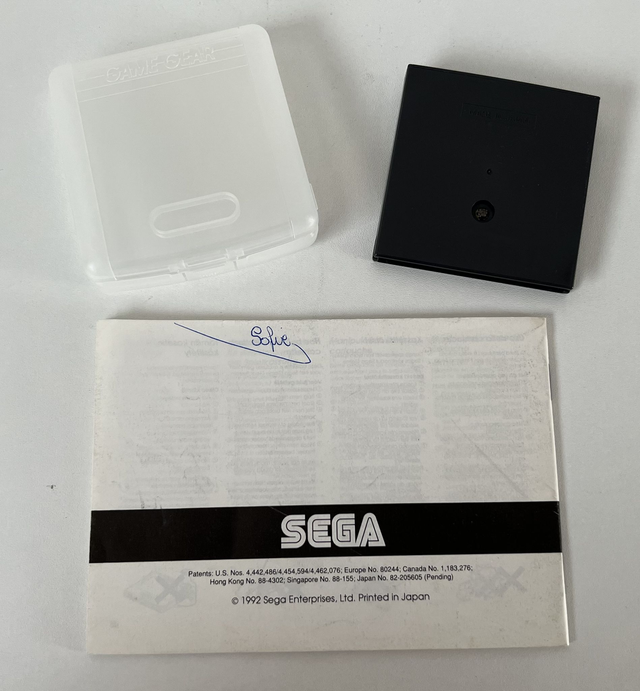 GAME GEAR
Sofie
SEGA
Patents: U.S. Nos. 4,442,486/4,454,594/4,462,076; Europe No. 80244; Canada No. 1,183,276;
Hong Kong No. 88-4302; Singapore No. 88-155; Japan No. 82-205605 (Pending)
© 1992 Sega Enterprises, Ltd. Printed in Japan